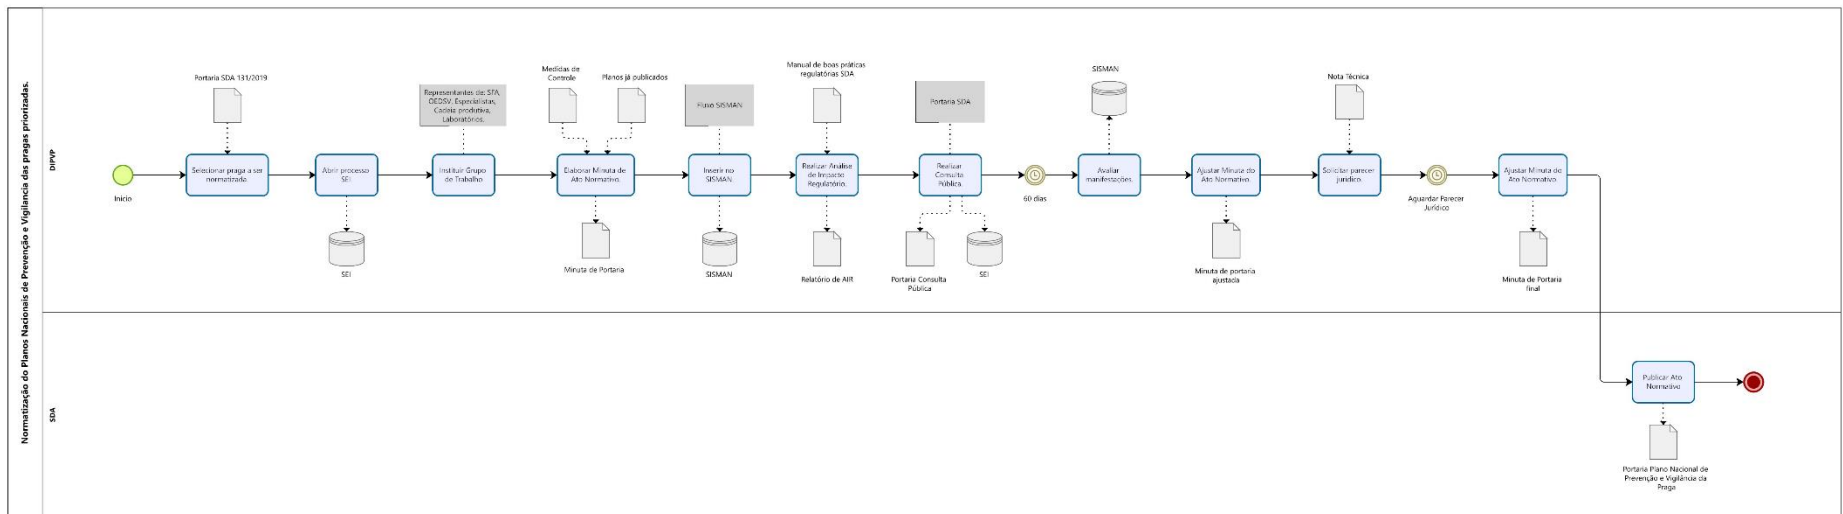 Normatização do Planos Nacionais de Prevenção e Vigilancia das pragas priorizadas.
DIPVP
Início
Portaria SDA 131/2019
Selecionar praga a ser
normatizada.
Abrir processo
SEI.
SEI
Representantes de: SFA,
OEDSV, Especialistas,
Cadeia produtiva,
Laboratórios.
Instituir Grupo
de Trabalho
Medidas de
Controle
Planos já publicados
Elaborar Minuta de
Ato Normativo.
Minuta de Portaria
Fluxo SISMAN
Inserir no
SISMAN.
SISMAN
Manual de boas práticas
regulatórias SDA
Realizar Análise
de Impacto
Regulatório.
Relatório de AIR
Portaria SDA
Realizar
Consulta
Pública.
Portaria Consulta
Pública
SEI
60 dias
SISMAN
Avaliar
manifestações.
Ajustar Minuta do
Ato Normativo.
Minuta de portaria
ajustada
Nota Técnica
Solicitar parecer
jurídico.
Aguardar Parecer
Jurídico
Ajustar Minuta do
Ato Normativo.
Minuta de Portaria
final
SDA
Publicar Ato
Normativo
Portaria Plano Nacional de
Prevenção e Vigilância da
Praga